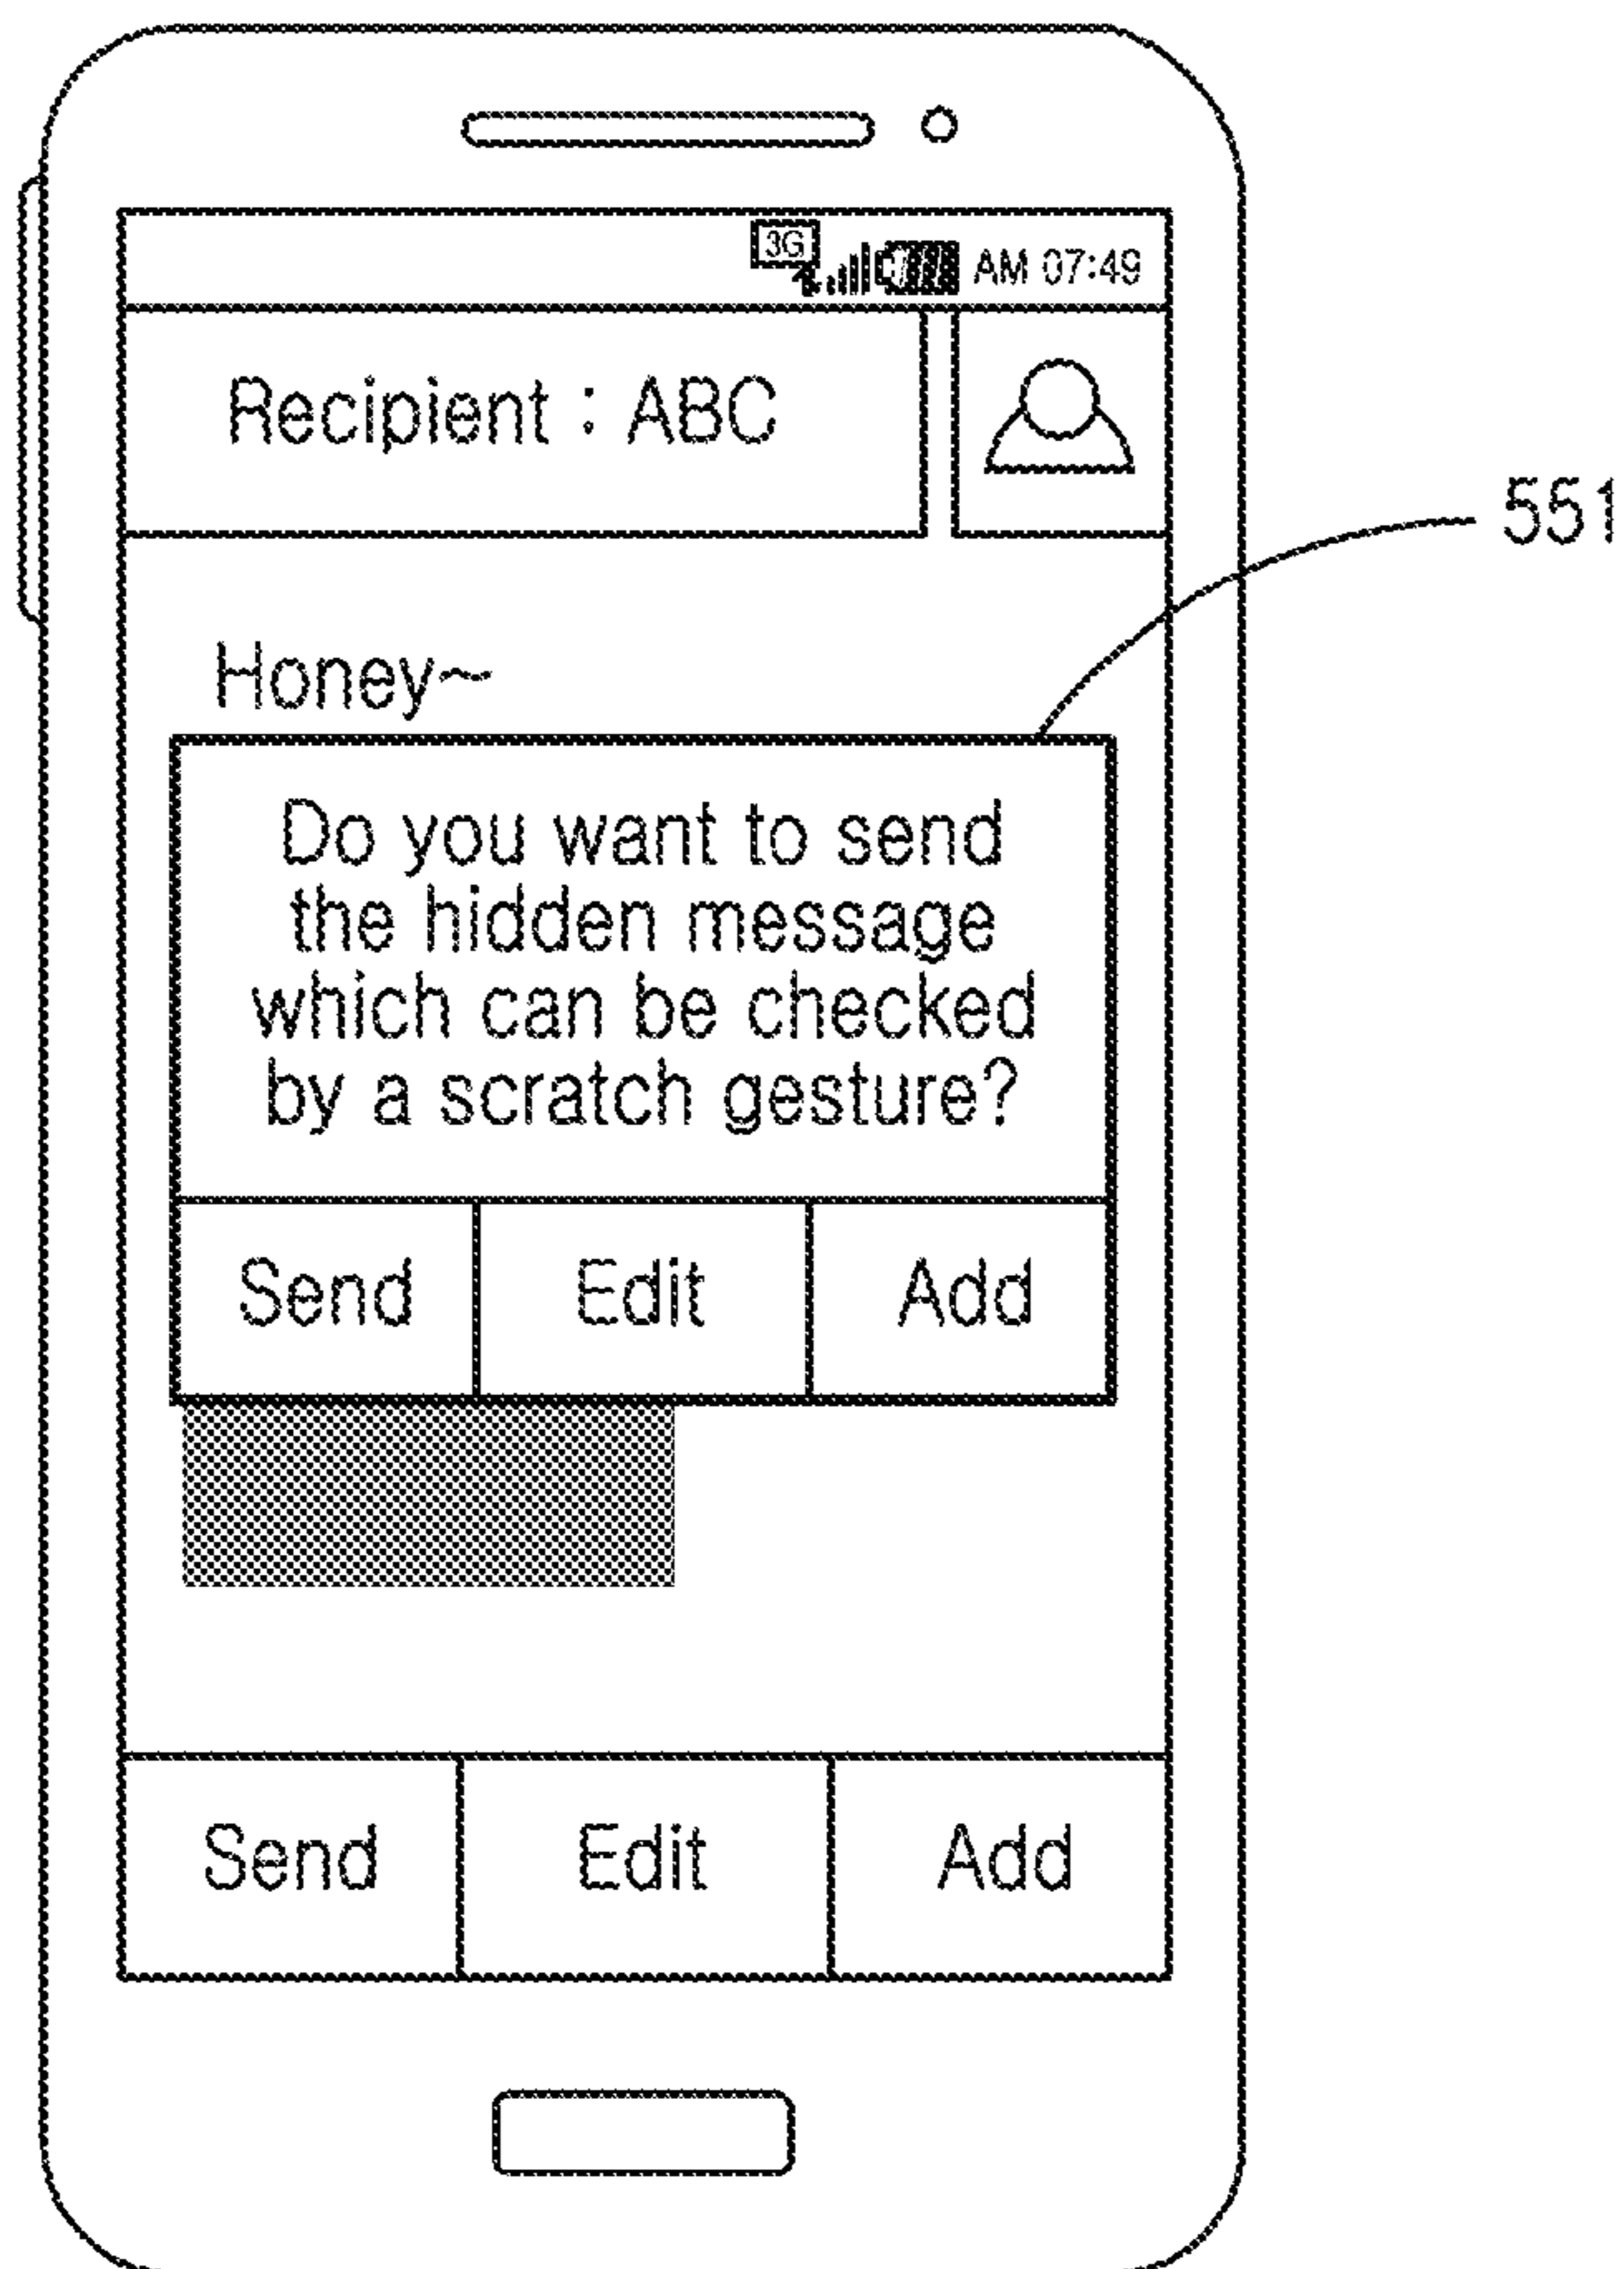 3G AM 07:49
Recipient : ABC
551
Honey~
Do you want to send
the hidden message
which can be checked
by a scratch gesture?
Send Edit Add
Send Edit Add